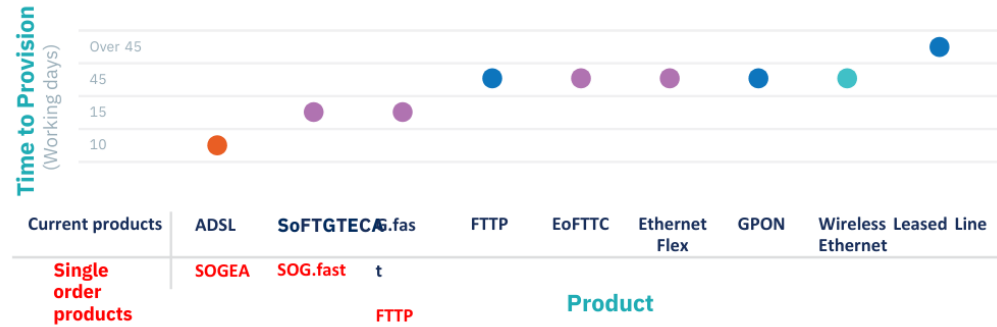 Time to Provision
(Working days)
Over 45
45
15
10
Current products
ADSL
G.fas
FTTP
EoFTTC
Ethernet
Flex
GPON
Wireless
Ethernet
Leased Line
Single
order
products
SOGEA
SOG.fast
t
FTTP
Product